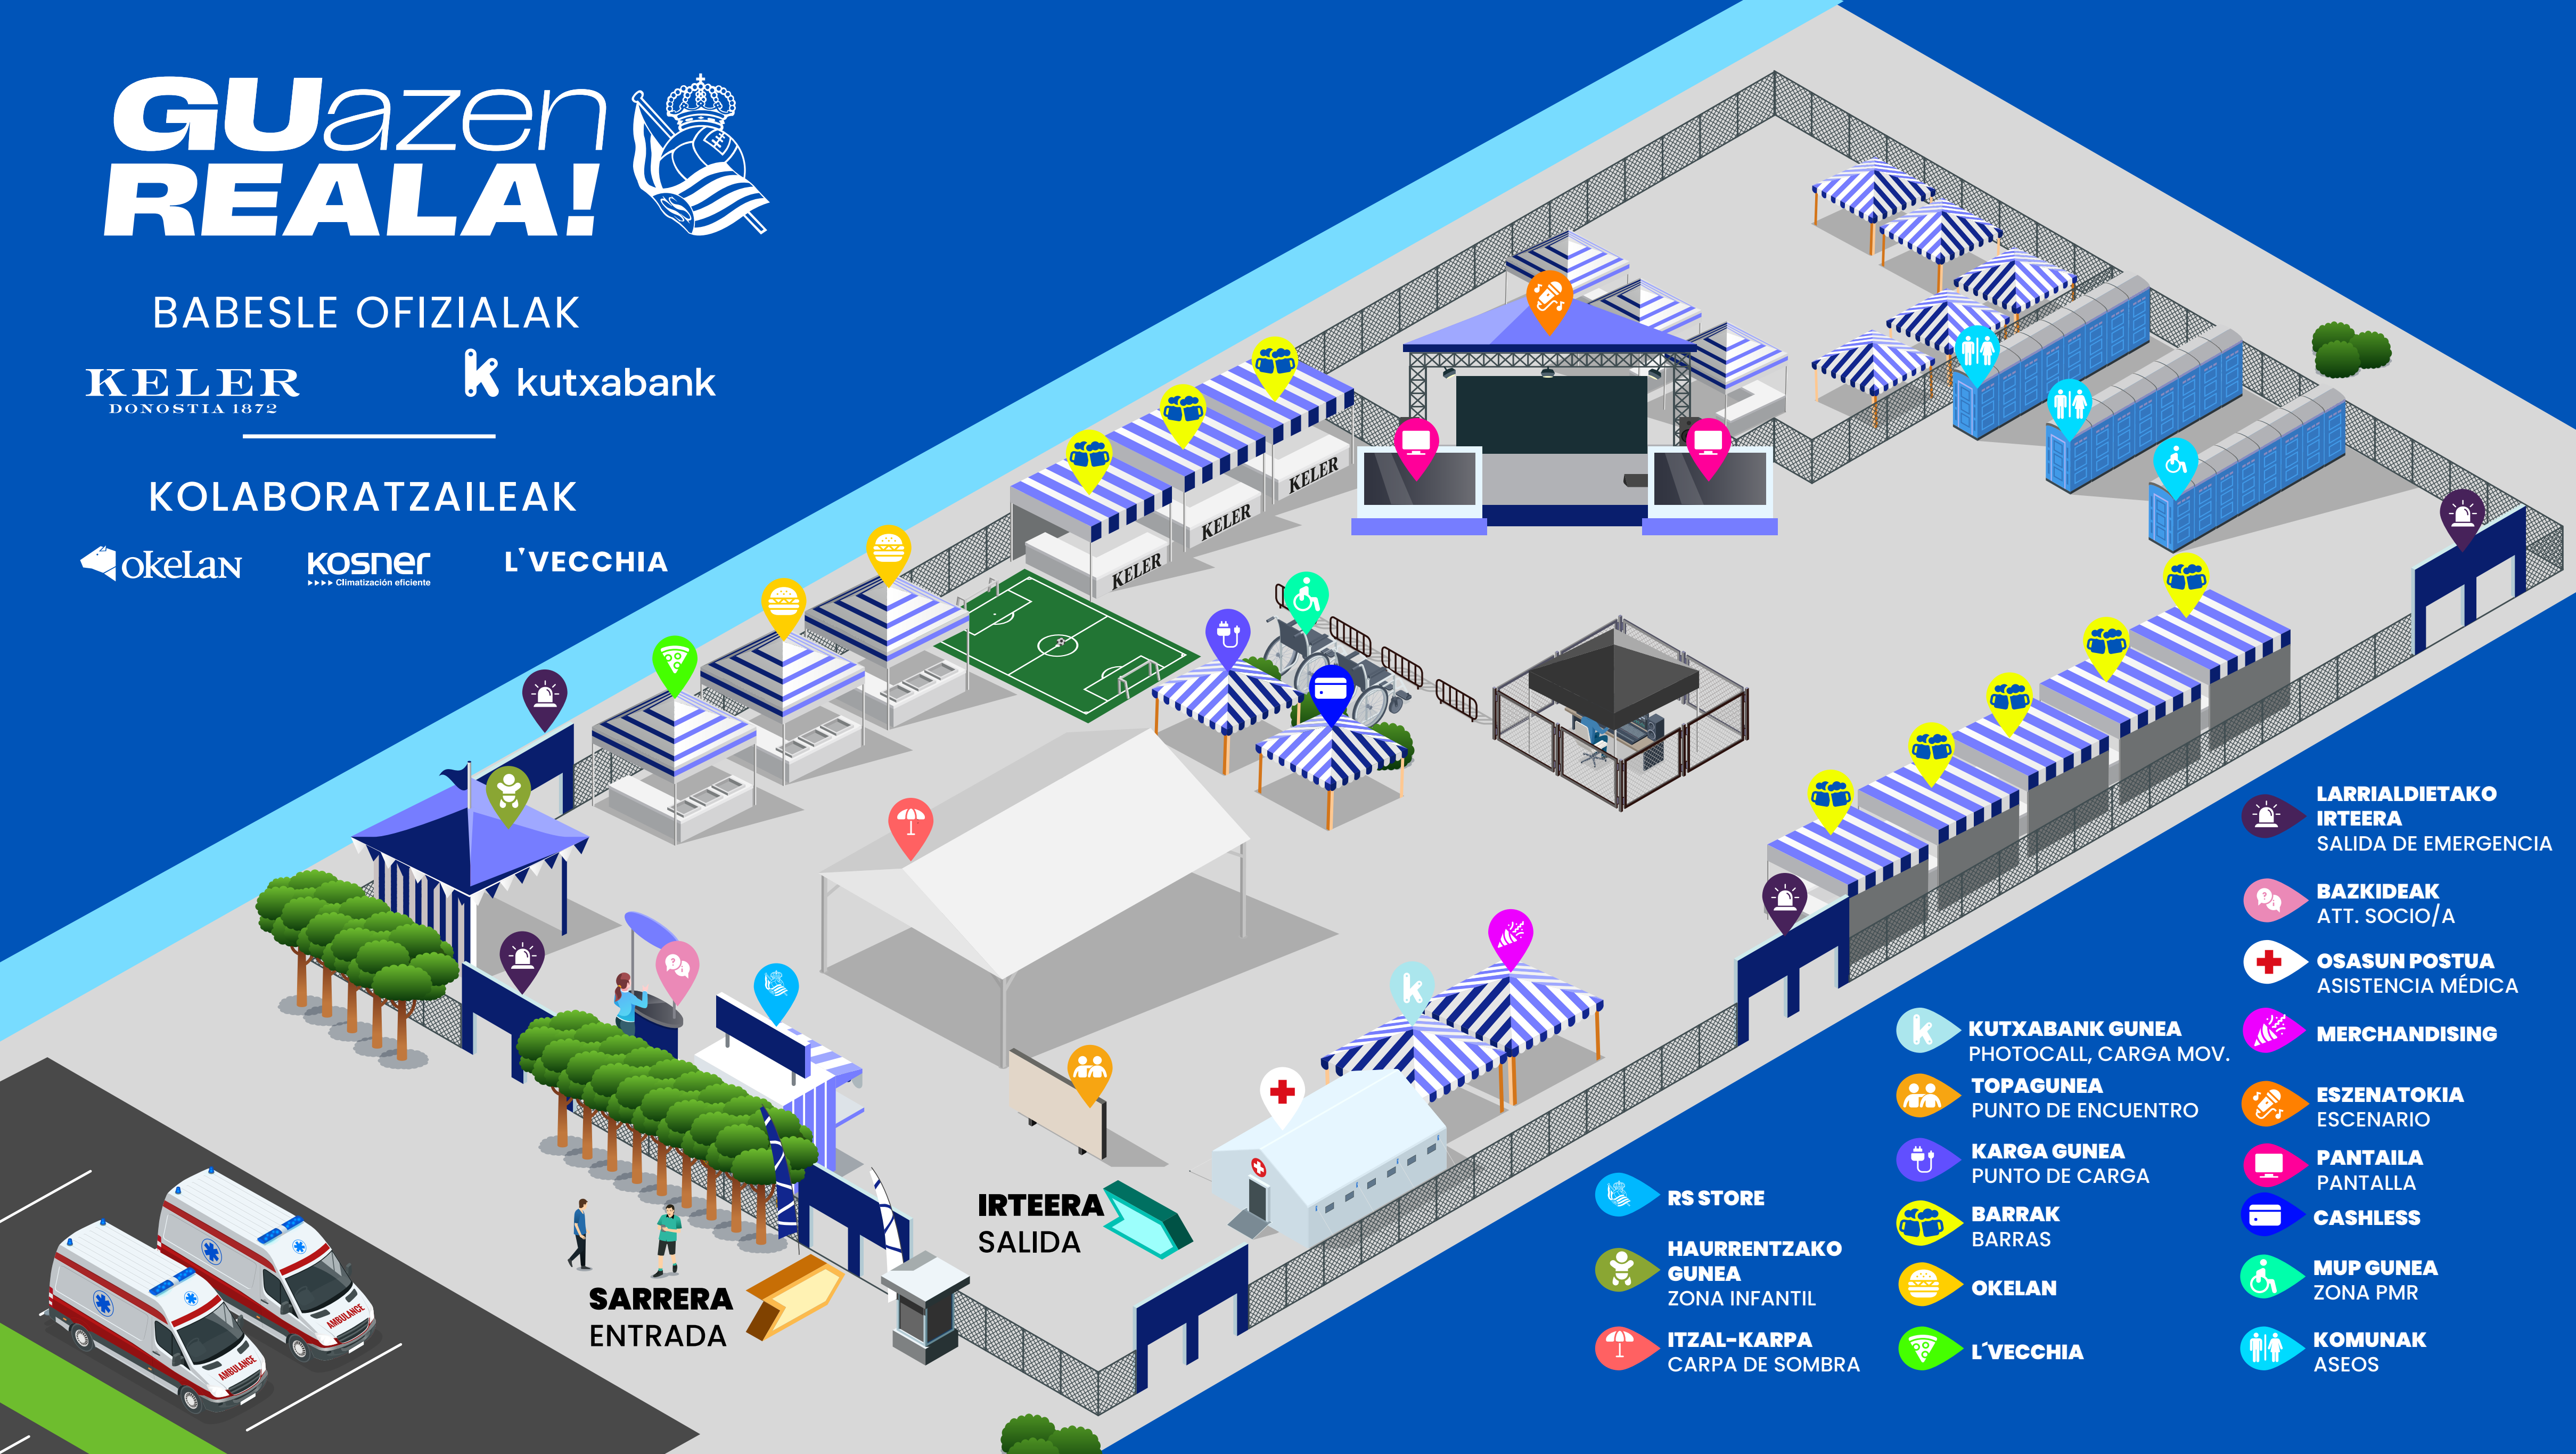 GUazen
REALA!
BABESLE OFIZIALAK
KELER
DONOSTIA 1872
kutxabank
KOLABORATZAILEAK
OKELAN
KOSNER
Climatización eficiente
L'VECCHIA
KELER
KELER
KELER
IRTEERA
SALIDA
SARRERA
ENTRADA
AMBULANCE
AMBULANCE
RS STORE
HAURRENTZAKO
GUNEA
ZONA INFANTIL
ITZAL-KARPA
CARPA DE SOMBRA
KUTXABANK GUNEA
PHOTOCALL, CARGA MOV.
TOPAGUNEA
PUNTO DE ENCUENTRO
KARGA GUNEA
PUNTO DE CARGA
BARRAK
BARRAS
OKELAN
L´VECCHIA
LARRIALDIETAKO
IRTEERA
SALIDA DE EMERGENCIA
BAZKIDEAK
ATT. SOCIO/A
OSASUN POSTUA
ASISTENCIA MÉDICA
MERCHANDISING
ESZENATOKIA
ESCENARIO
PANTAILA
PANTALLA
CASHLESS
MUP GUNEA
ZONA PMR
KOMUNAK
ASEOS